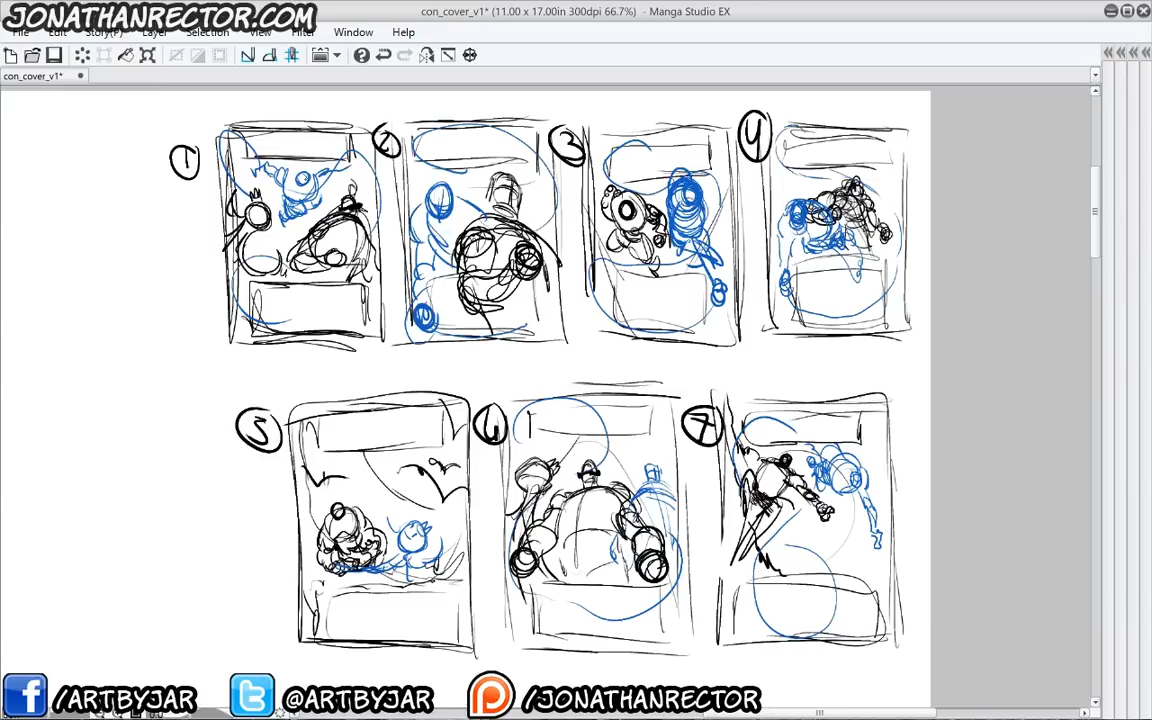 JONATHANRECTOR.COM
con_cover_v1* (11.00 x 17.00in 300dpi 66.7%) - Manga Studio EX
File Edit Story(P) Layer Selection View Filter Window Help
con_cover_v1*
1 2 3 4
5 6 7
/ARTBYJAR @ARTBYJAR /JONATHANRECTOR